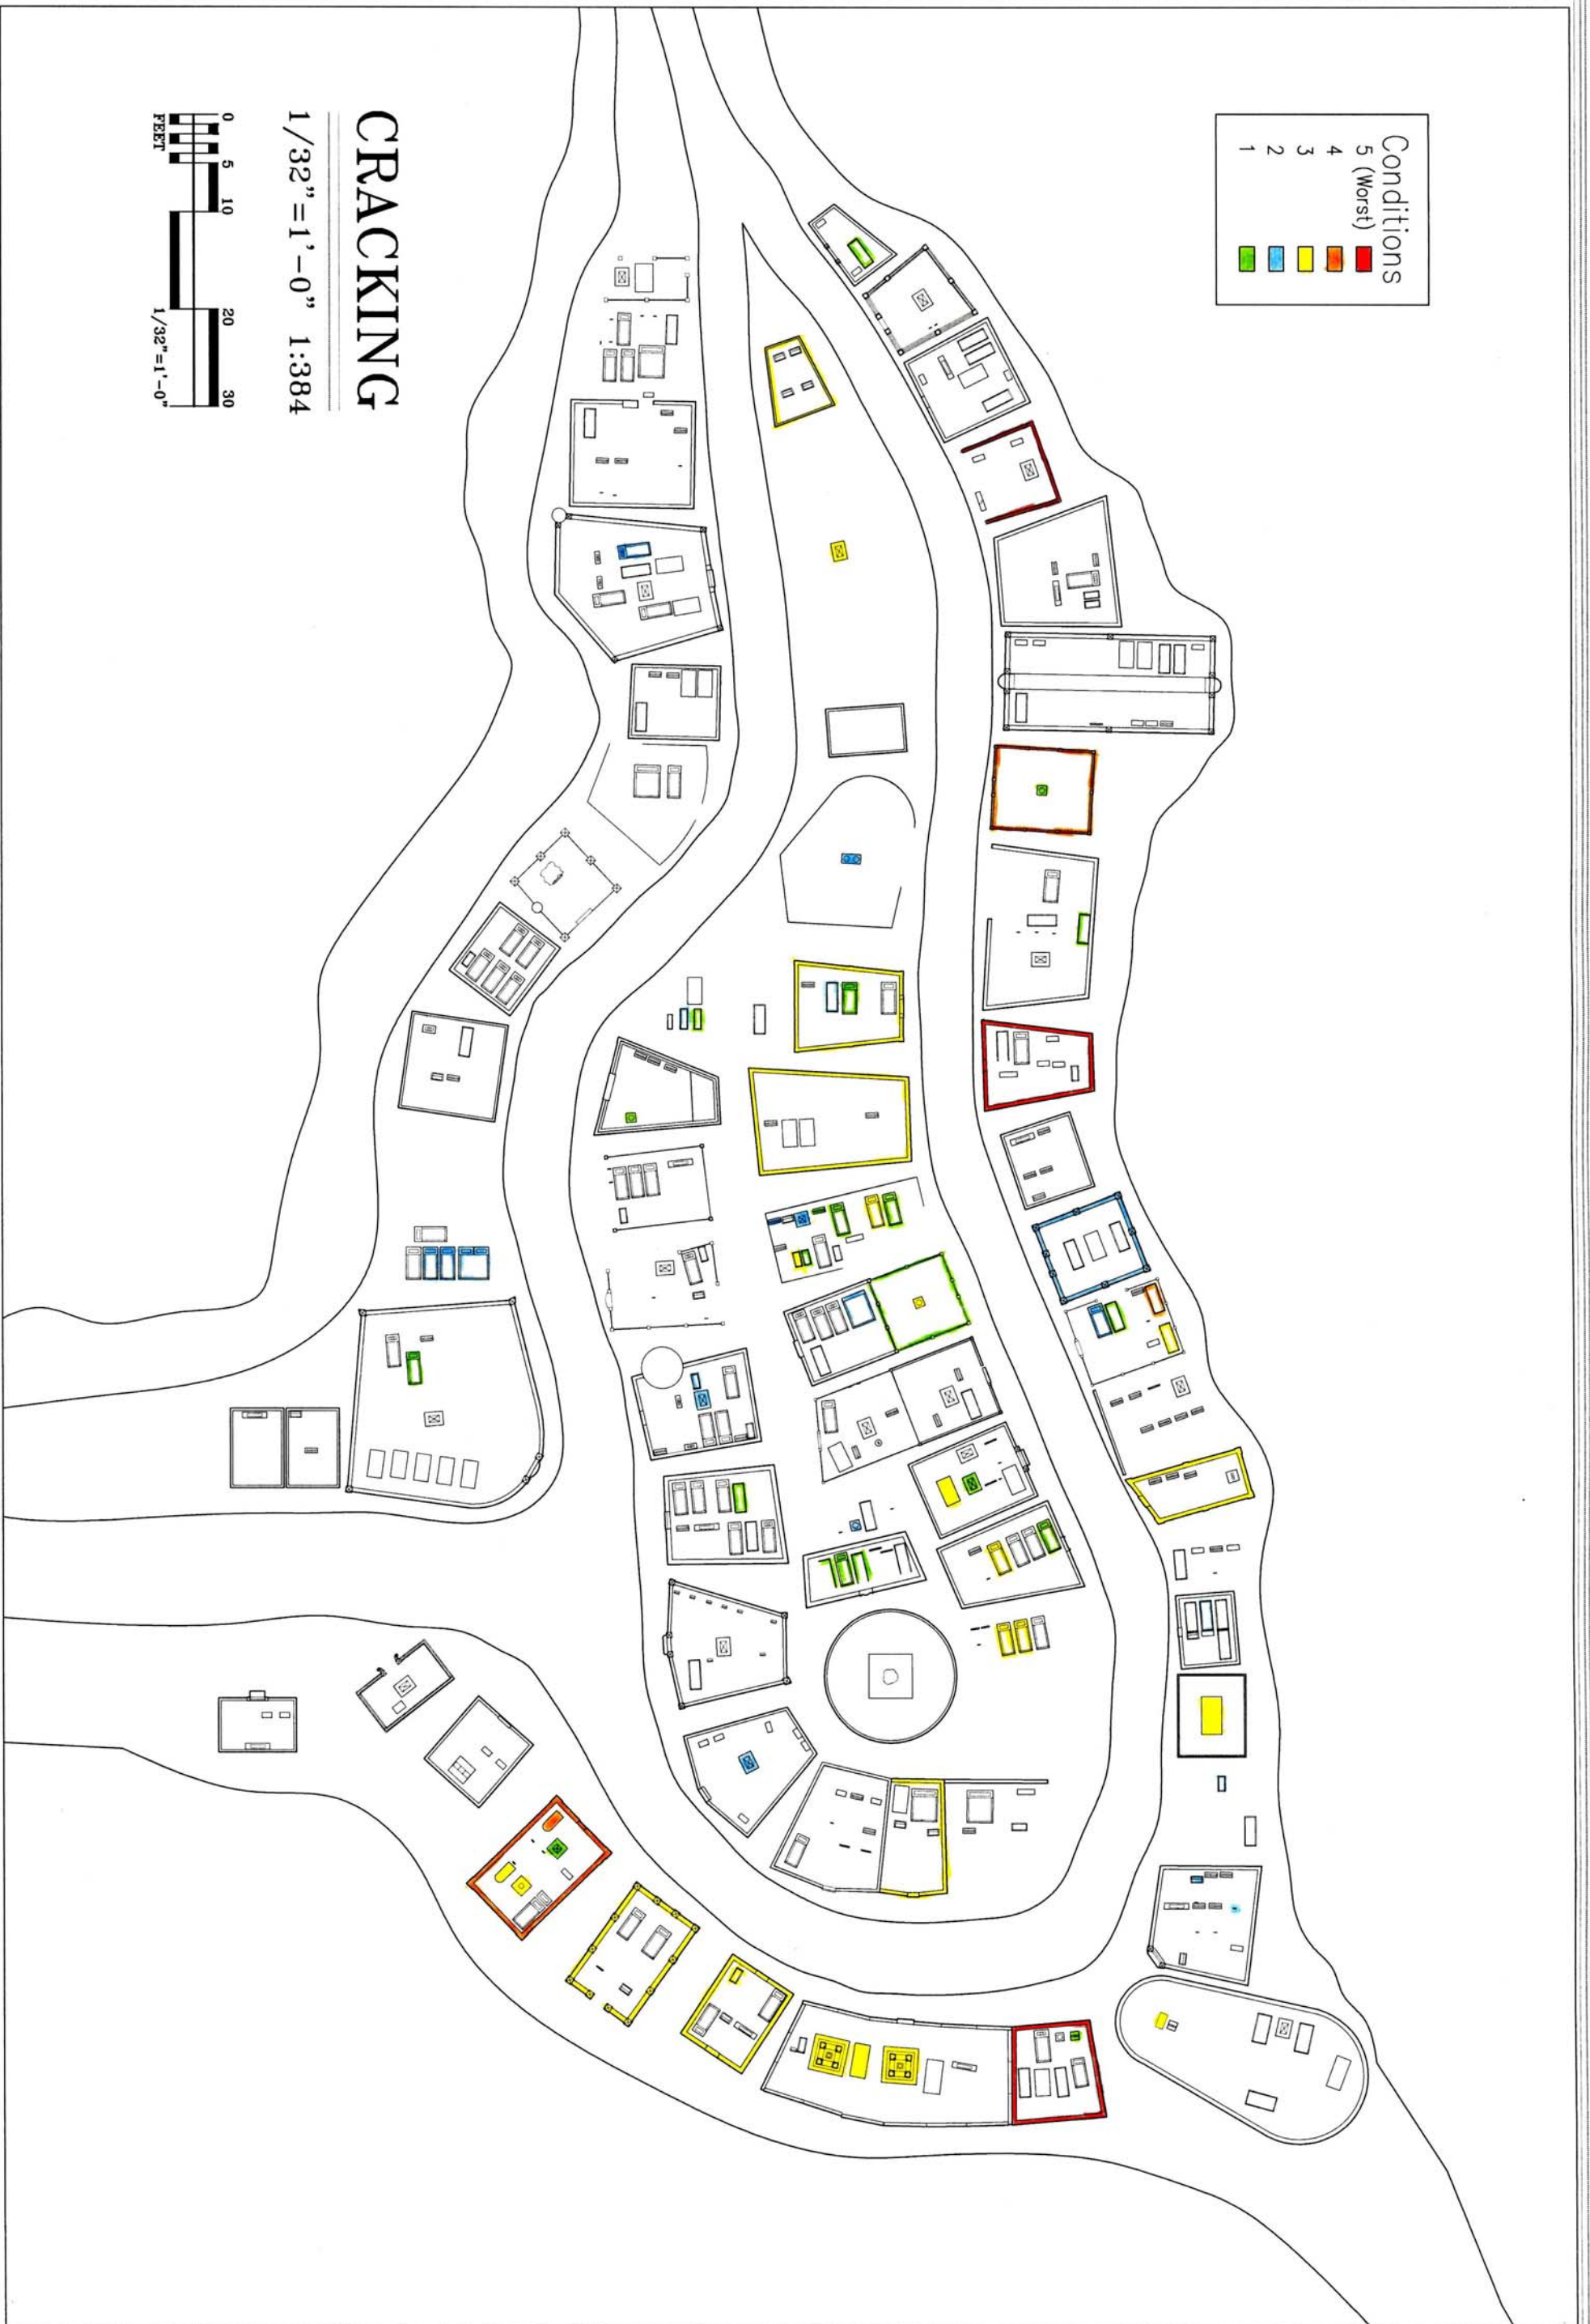 Conditions
5 (Worst)
4
3
2
1
CRACKING
1/32"=1'-0" 1:384
0 5 10 20 30
FEET
1/32"=1'-0"